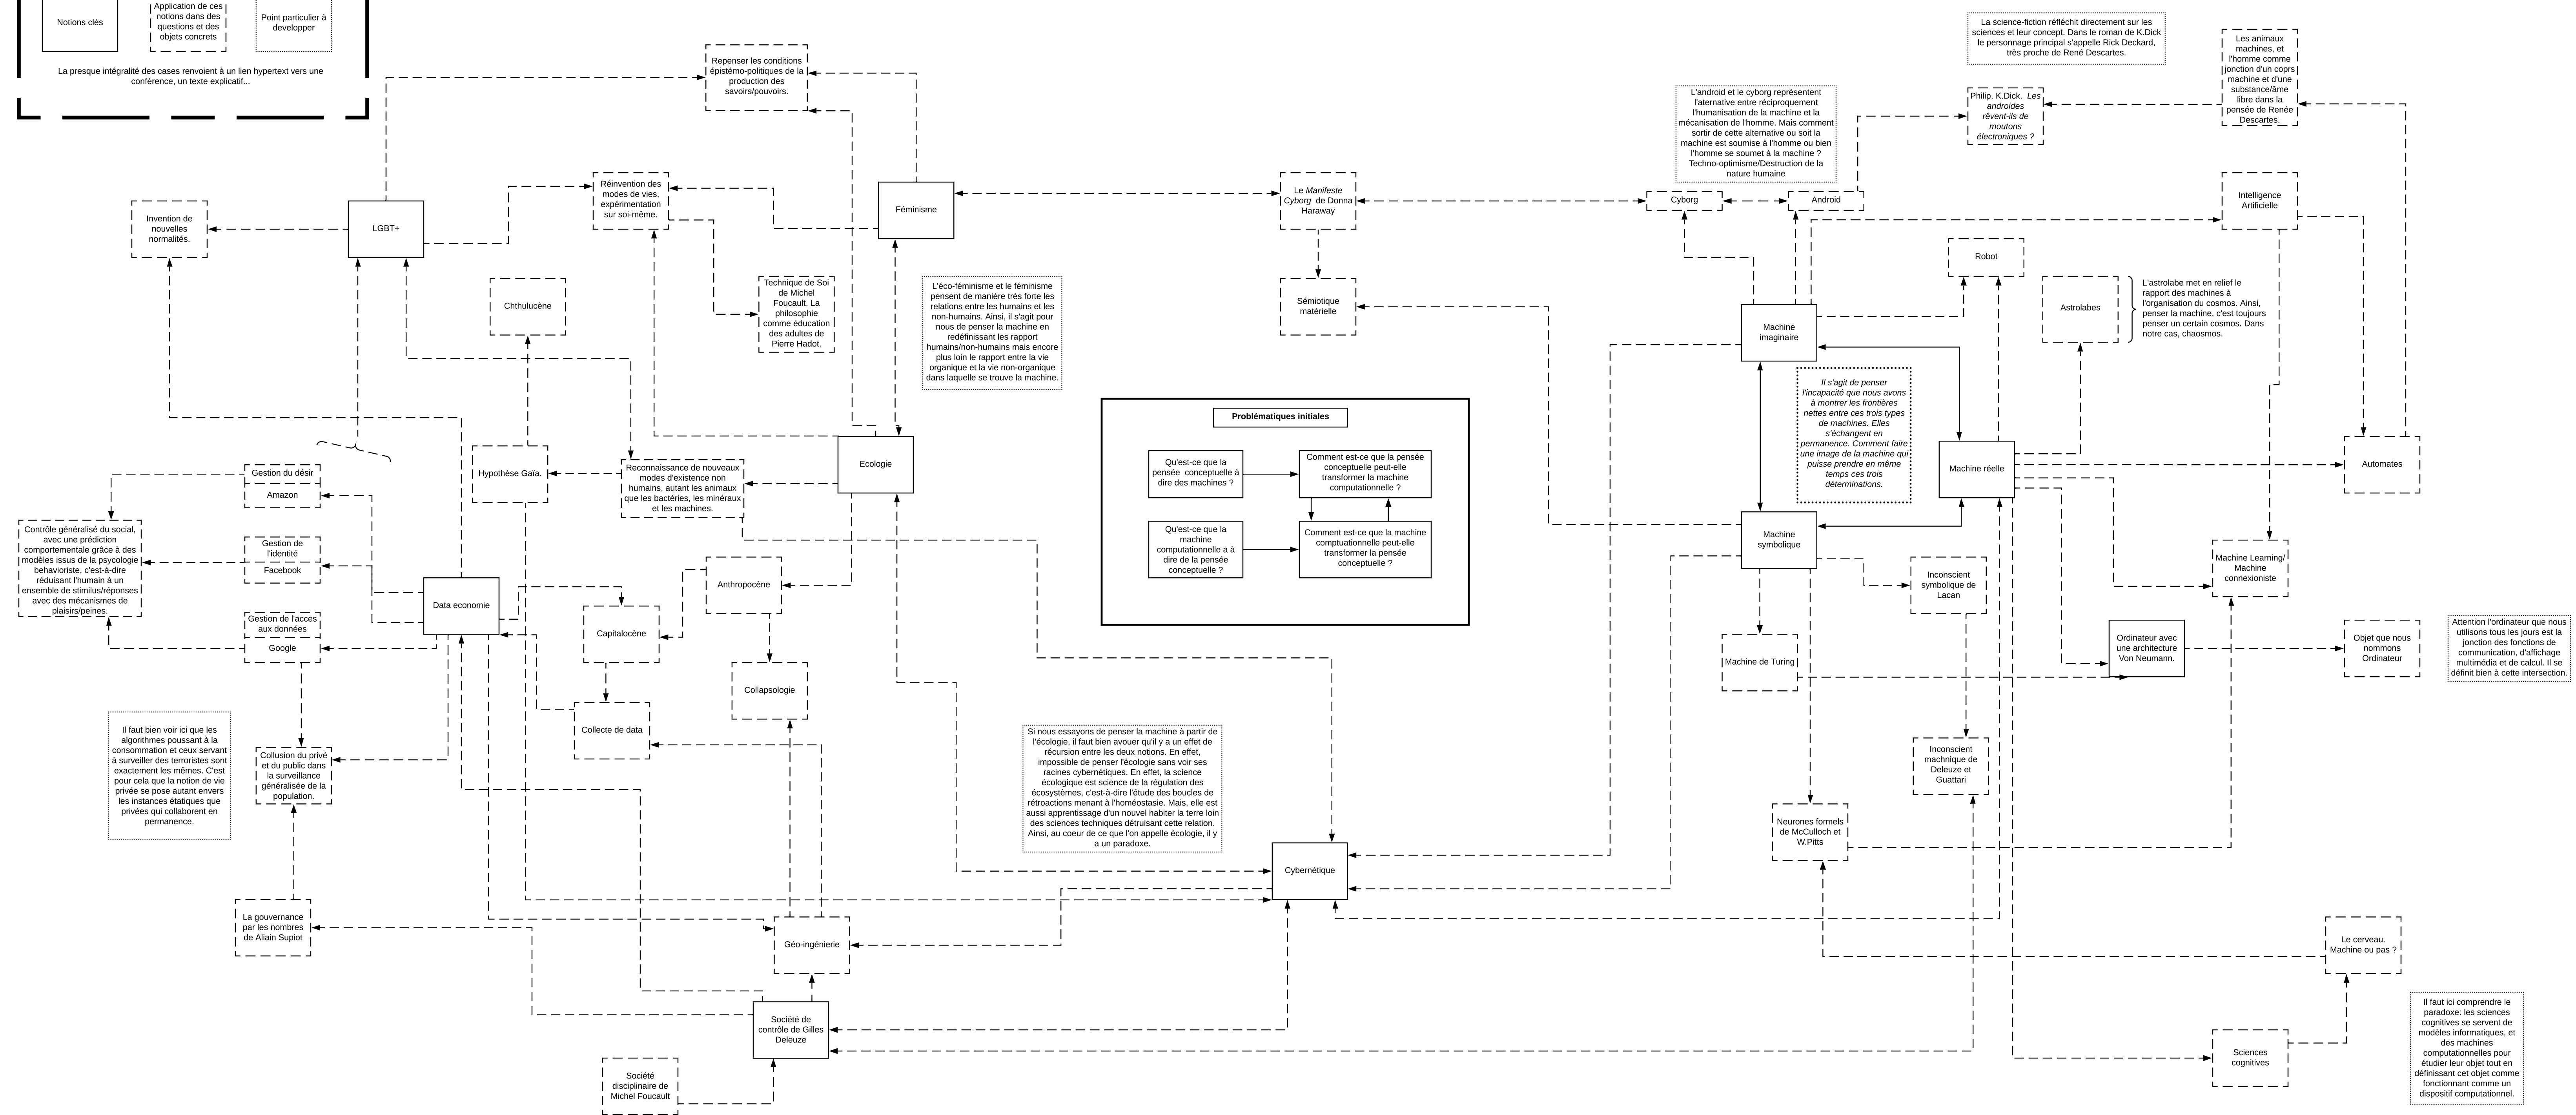 Notions clés
Application de ces
notions dans des
questions et des
objets concrets
Point particulier à
developper
La presque intégralité des cases renvoient à un lien hypertext vers une
conférence, un texte explicatif...
Repenser les conditions
épistémo-politiques de la
production des
savoirs/pouvoirs.
La science-fiction réfléchit directement sur les
sciences et leur concept. Dans le roman de K.Dick
le personnage principal s'appelle Rick Deckard,
très proche de René Descartes.
Les animaux
machines, et
l'homme comme
jonction d'un coprs
machine et d'une
substance/âme
libre dans la
pensée de Renée
Descartes.
Philip. K.Dick. Les
androides
rêvent-ils de
moutons
électroniques ?
L'android et le cyborg représentent
l'aternative entre réciproquement
l'humanisation de la machine et la
mécanisation de l'homme. Mais comment
sortir de cette alternative ou soit la
machine est soumise à l'homme ou bien
l'homme se soumet à la machine ?
Techno-optimisme/Destruction de la
nature humaine
Invention de
nouvelles
normalités.
LGBT+
Réinvention des
modes de vies,
expérimentation
sur soi-même.
Féminisme
Le Manifeste
Cyborg de Donna
Haraway
Cyborg
Android
Intelligence
Artificielle
Robot
Chthulucène
Technique de Soi
de Michel
Foucault. La
philosophie
comme éducation
des adultes de
Pierre Hadot.
L'éco-féminisme et le féminisme
pensent de manière très forte les
relations entre les humains et les
non-humains. Ainsi, il s'agit pour
nous de penser la machine en
redéfinissant les rapport
humains/non-humains mais encore
plus loin le rapport entre la vie
organique et la vie non-organique
dans laquelle se trouve la machine.
Sémiotique
matérielle
Machine
imaginaire
Astrolabes
L'astrolabe met en relief le
rapport des machines à
l'organisation du cosmos. Ainsi,
penser la machine, c'est toujours
penser un certain cosmos. Dans
notre cas, chaosmos.
Il s'agit de penser
l'incapacité que nous avons
à montrer les frontières
nettes entre ces trois types
de machines. Elles
s'échangent en
permanence. Comment faire
une image de la machine qui
puisse prendre en même
temps ces trois
déterminations.
Problématiques initiales
Qu'est-ce que la
pensée conceptuelle à
dire des machines ?
Comment est-ce que la pensée
conceptuelle peut-elle
transformer la machine
computationnelle ?
Qu'est-ce que la
machine
computationnelle a à
dire de la pensée
conceptuelle ?
Comment est-ce que la machine
comptuationnelle peut-elle
transformer la pensée
conceptuelle ?
Hypothèse Gaïa.
Reconnaissance de nouveaux
modes d'existence non
humains, autant les animaux
que les bactéries, les minéraux
et les machines.
Ecologie
Machine réelle
Automates
Gestion du désir
Amazon
Contrôle généralisé du social,
avec une prédiction
comportementale grâce à des
modèles issus de la psycologie
behavioriste, c'est-à-dire
réduisant l'humain à un
ensemble de stimilus/réponses
avec des mécanismes de
plaisirs/peines.
Gestion de
l'identité
Facebook
Gestion de l'acces
aux données
Google
Data economie
Capitalocène
Anthropocène
Collapsologie
Collecte de data
Machine
symbolique
Inconscient
symbolique de
Lacan
Machine Learning/
Machine
connexioniste
Machine de Turing
Ordinateur avec
une architecture
Von Neumann.
Objet que nous
nommons
Ordinateur
Attention l'ordinateur que nous
utilisons tous les jours est la
jonction des fonctions de
communication, d'affichage
multimédia et de calcul. Il se
définit bien à cette intersection.
Il faut bien voir ici que les
algorithmes poussant à la
consommation et ceux servant
à surveiller des terroristes sont
exactement les mêmes. C'est
pour cela que la notion de vie
privée se pose autant envers
les instances étatiques que
privées qui collaborent en
permanence.
Collusion du privé
et du public dans
la surveillance
généralisée de la
population.
Si nous essayons de penser la machine à partir de
l'écologie, il faut bien avouer qu'il y a un effet de
récursion entre les deux notions. En effet,
impossible de penser l'écologie sans voir ses
racines cybernétiques. En effet, la science
écologique est science de la régulation des
écosystèmes, c'est-à-dire l'étude des boucles de
rétroactions menant à l'homéostasie. Mais, elle est
aussi apprentissage d'un nouvel habiter la terre loin
des sciences techniques détruisant cette relation.
Ainsi, au coeur de ce que l'on appelle écologie, il y
a un paradoxe.
Inconscient
machnique de
Deleuze et
Guattari
Neurones formels
de McCulloch et
W.Pitts
Cybernétique
La gouvernance
par les nombres
de Aliain Supiot
Géo-ingénierie
Le cerveau.
Machine ou pas ?
Société de
contrôle de Gilles
Deleuze
Société
disciplinaire de
Michel Foucault
Sciences
cognitives
Il faut ici comprendre le
paradoxe: les sciences
cognitives se servent de
modèles informatiques, et
des machines
computationnelles pour
étudier leur objet tout en
définissant cet objet comme
fonctionnant comme un
dispositif computationnel.